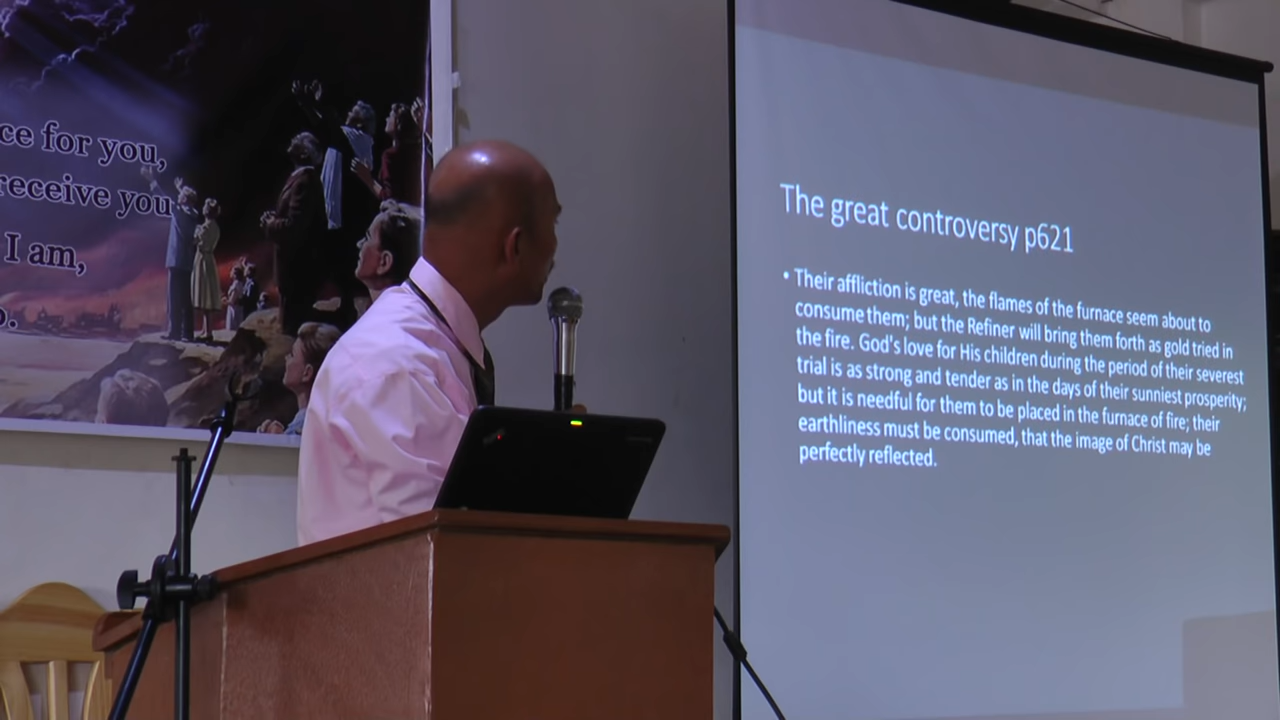 ce for you,
receive you
I am,
The great controversy p621
• Their affliction is great, the flames of the furnace seem about to
consume them; but the Refiner will bring them forth as gold tried in
the fire. God's love for His children during the period of their severest
trial is as strong and tender as in the days of their sunniest prosperity;
but it is needful for them to be placed in the furnace of fire; their
earthliness must be consumed, that the image of Christ may be
perfectly reflected.